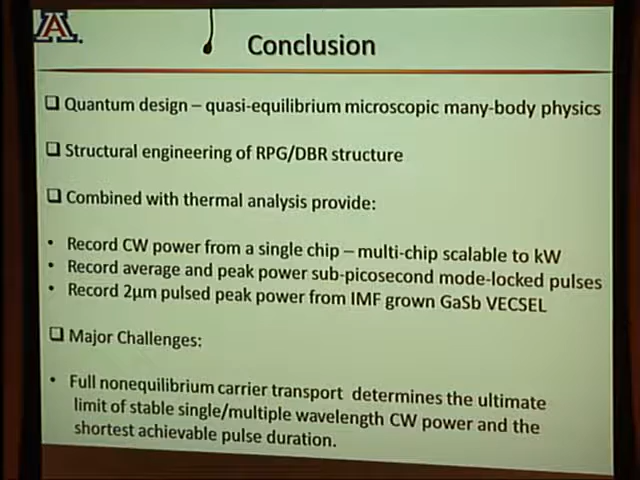 A
Conclusion
❑ Quantum design – quasi-equilibrium microscopic many-body physics
❑ Structural engineering of RPG/DBR structure
❑ Combined with thermal analysis provide:
• Record CW power from a single chip – multi-chip scalable to kW
• Record average and peak power sub-picosecond mode-locked pulses
• Record 2μm pulsed peak power from IMF grown GaSb VECSEL
❑ Major Challenges:
• Full nonequilibrium carrier transport determines the ultimate
limit of stable single/multiple wavelength CW power and the
shortest achievable pulse duration.